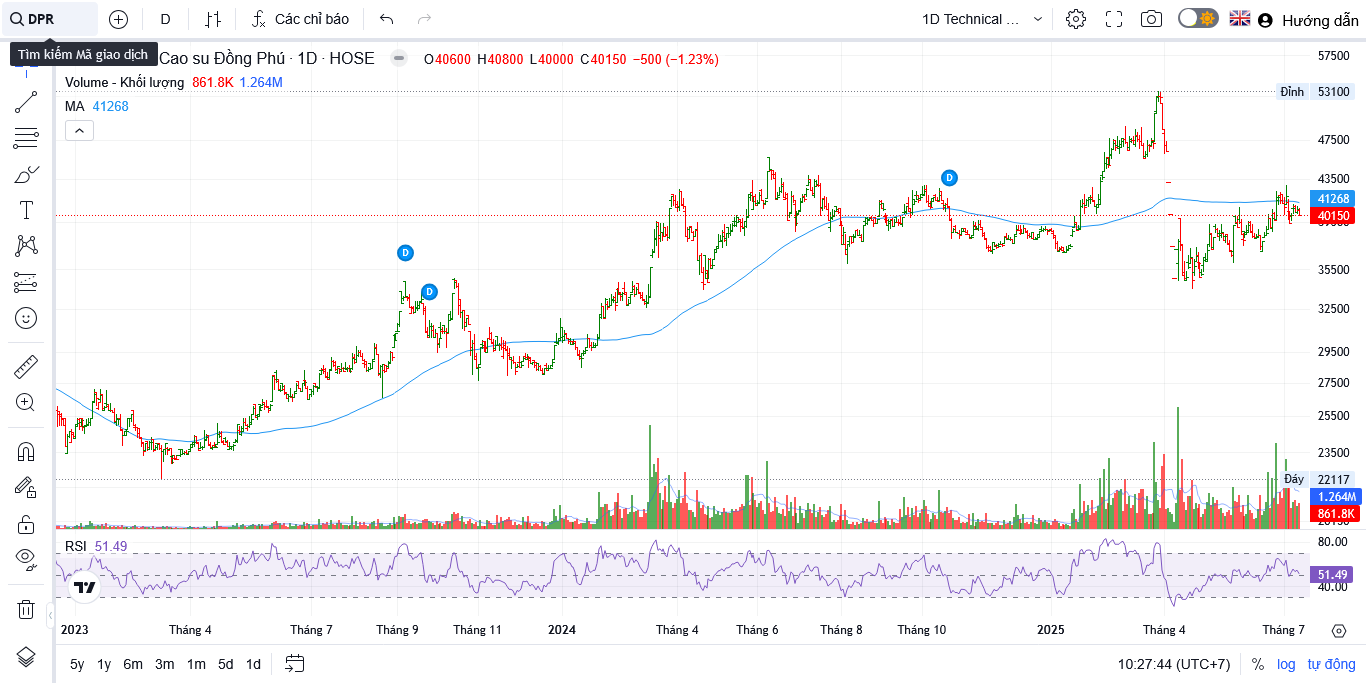 DPR
D
Các chỉ báo
1D Technical ...
Hướng dẫn
Tìm kiếm Mã giao dịch
Cao su Đồng Phú · 1D · HOSE
O40600 H40800 L40000 C40150 −500 (−1.23%)
Volume - Khối lượng 861.8K 1.264M
MA 41268
57500
Đỉnh 53100
47500
43500
41268
40150
35500
32500
29500
27500
25500
23500
Đáy 22117
1.264M
861.8K
D
D
D
RSI 51.49
80.00
51.49
40.00
2023 Tháng 4 Tháng 7 Tháng 9 Tháng 11 2024 Tháng 4 Tháng 6 Tháng 8 Tháng 10 2025 Tháng 4 Tháng 7
5y 1y 6m 3m 1m 5d 1d
10:27:44 (UTC+7) % log tự động